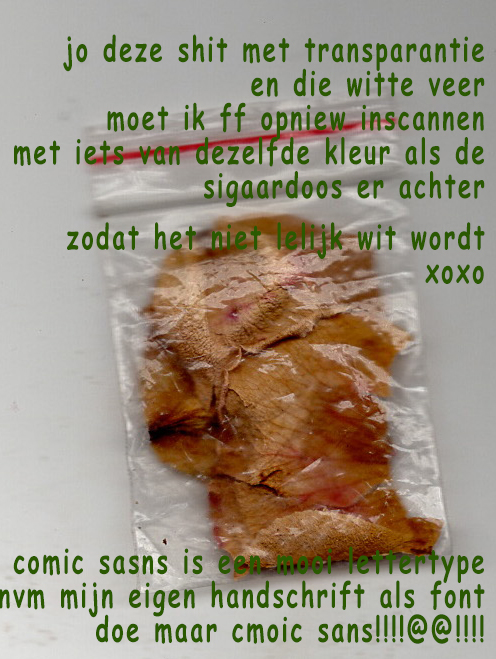 jo deze shit met transparantie
en die witte veer
moet ik ff opniew inscannen
met iets van dezelfde kleur als de
sigaardoos er achter
zodat het niet lelijk wit wordt
xoxo
comic sasns is een mooi lettertype
nvm mijn eigen handschrift als font
doe maar cmoic sans!!!!@@!!!!